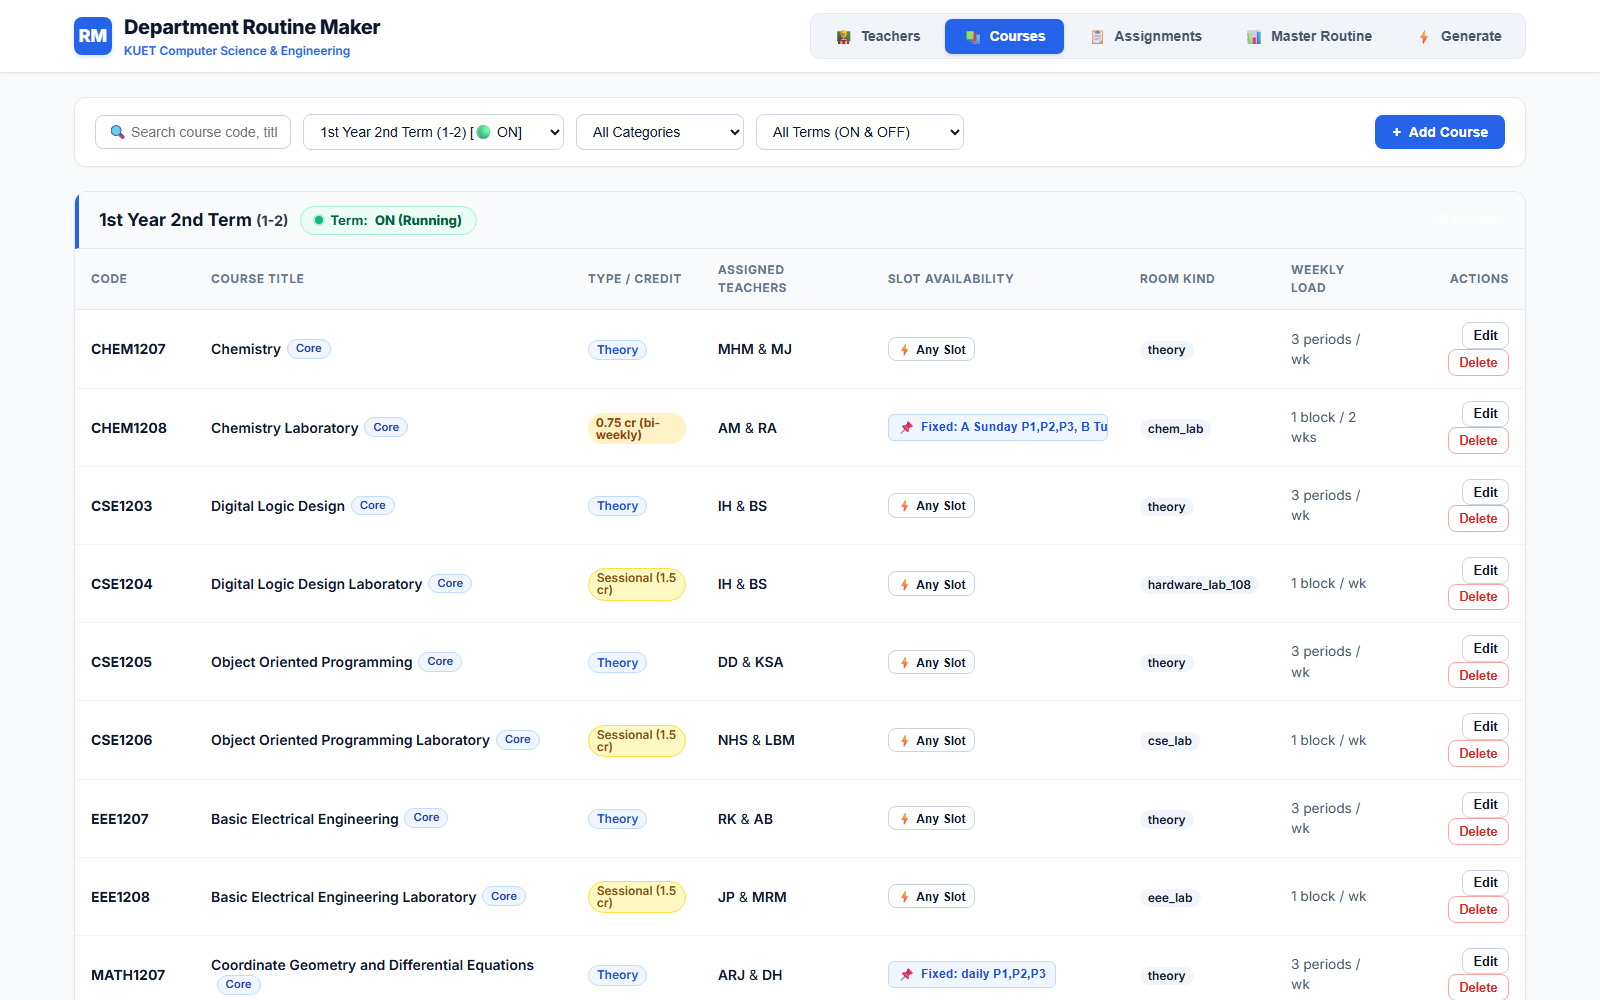 RM
Department Routine Maker
KUET Computer Science & Engineering
Teachers
Courses
Assignments
Master Routine
Generate
Search course code, titl
1st Year 2nd Term (1-2) [ ON]
All Categories
All Terms (ON & OFF)
+ Add Course
1st Year 2nd Term (1-2)
Term: ON (Running)
CODE
COURSE TITLE
TYPE / CREDIT
ASSIGNED
TEACHERS
SLOT AVAILABILITY
ROOM KIND
WEEKLY
LOAD
ACTIONS
CHEM1207
Chemistry Core
Theory
MHM & MJ
Any Slot
theory
3 periods /
wk
Edit
Delete
CHEM1208
Chemistry Laboratory Core
0.75 cr (bi-
weekly)
AM & RA
Fixed: A Sunday P1,P2,P3, B Tu
chem_lab
1 block / 2
wks
Edit
Delete
CSE1203
Digital Logic Design Core
Theory
IH & BS
Any Slot
theory
3 periods /
wk
Edit
Delete
CSE1204
Digital Logic Design Laboratory Core
Sessional (1.5
cr)
IH & BS
Any Slot
hardware_lab_108
1 block / wk
Edit
Delete
CSE1205
Object Oriented Programming Core
Theory
DD & KSA
Any Slot
theory
3 periods /
wk
Edit
Delete
CSE1206
Object Oriented Programming Laboratory Core
Sessional (1.5
cr)
NHS & LBM
Any Slot
cse_lab
1 block / wk
Edit
Delete
EEE1207
Basic Electrical Engineering Core
Theory
RK & AB
Any Slot
theory
3 periods /
wk
Edit
Delete
EEE1208
Basic Electrical Engineering Laboratory Core
Sessional (1.5
cr)
JP & MRM
Any Slot
eee_lab
1 block / wk
Edit
Delete
MATH1207
Coordinate Geometry and Differential Equations
Core
Theory
ARJ & DH
Fixed: daily P1,P2,P3
theory
3 periods /
wk
Edit
Delete